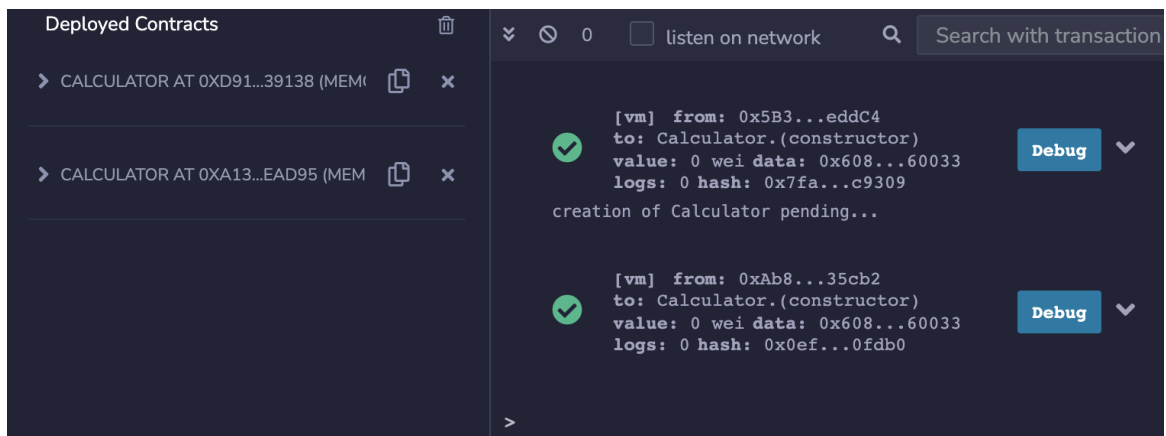 Deployed Contracts
CALCULATOR AT 0XD91...39138 (MEM
CALCULATOR AT 0XA13...EAD95 (MEM
0 listen on network Search with transaction
[vm] from: 0x5B3...eddC4
to: Calculator.(constructor)
value: 0 wei data: 0x608...60033
logs: 0 hash: 0x7fa...c9309
Debug
creation of Calculator pending...
[vm] from: 0xAb8...35cb2
to: Calculator.(constructor)
value: 0 wei data: 0x608...60033
logs: 0 hash: 0x0ef...0fdb0
Debug
>